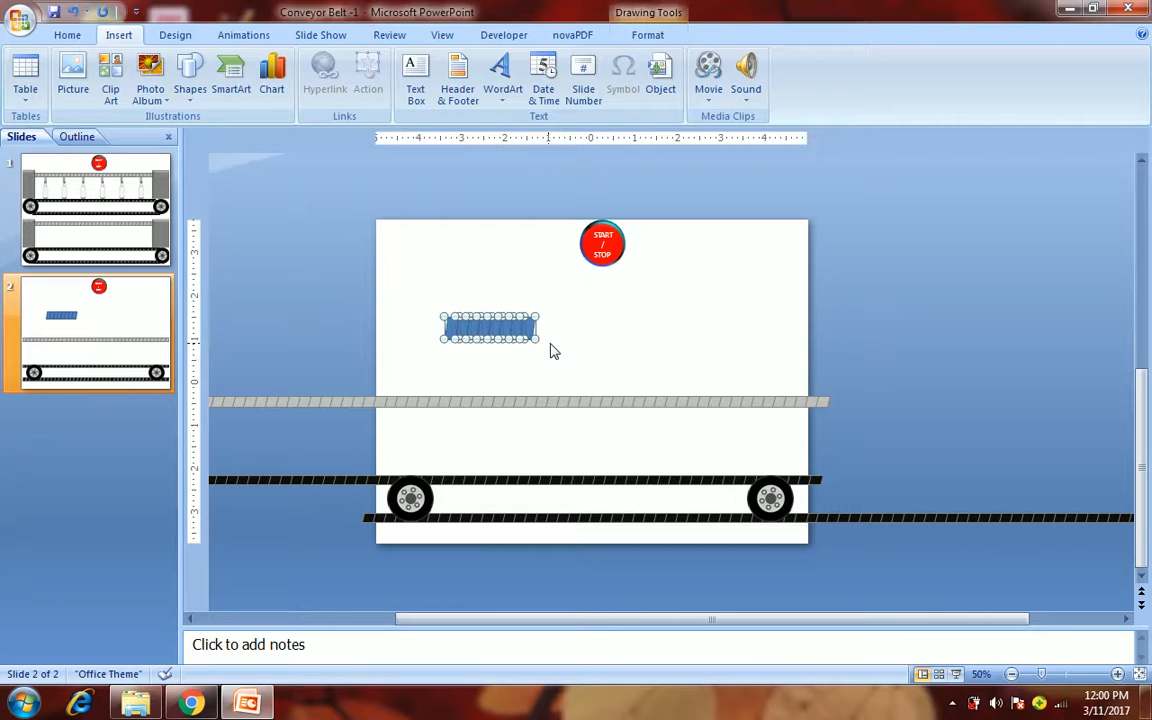 Conveyor Belt -1 - Microsoft PowerPoint
Drawing Tools
Home Insert Design Animations Slide Show Review View Developer novaPDF Format
Table Picture Clip Art Photo Album Shapes SmartArt Chart Hyperlink Action Text Box Header & Footer WordArt Date & Time Slide Number Symbol Object Movie Sound
Tables Illustrations Links Text Media Clips
Slides Outline
1
2
START
/
STOP
Click to add notes
Slide 2 of 2 "Office Theme" 50%
12:00 PM
3/11/2017